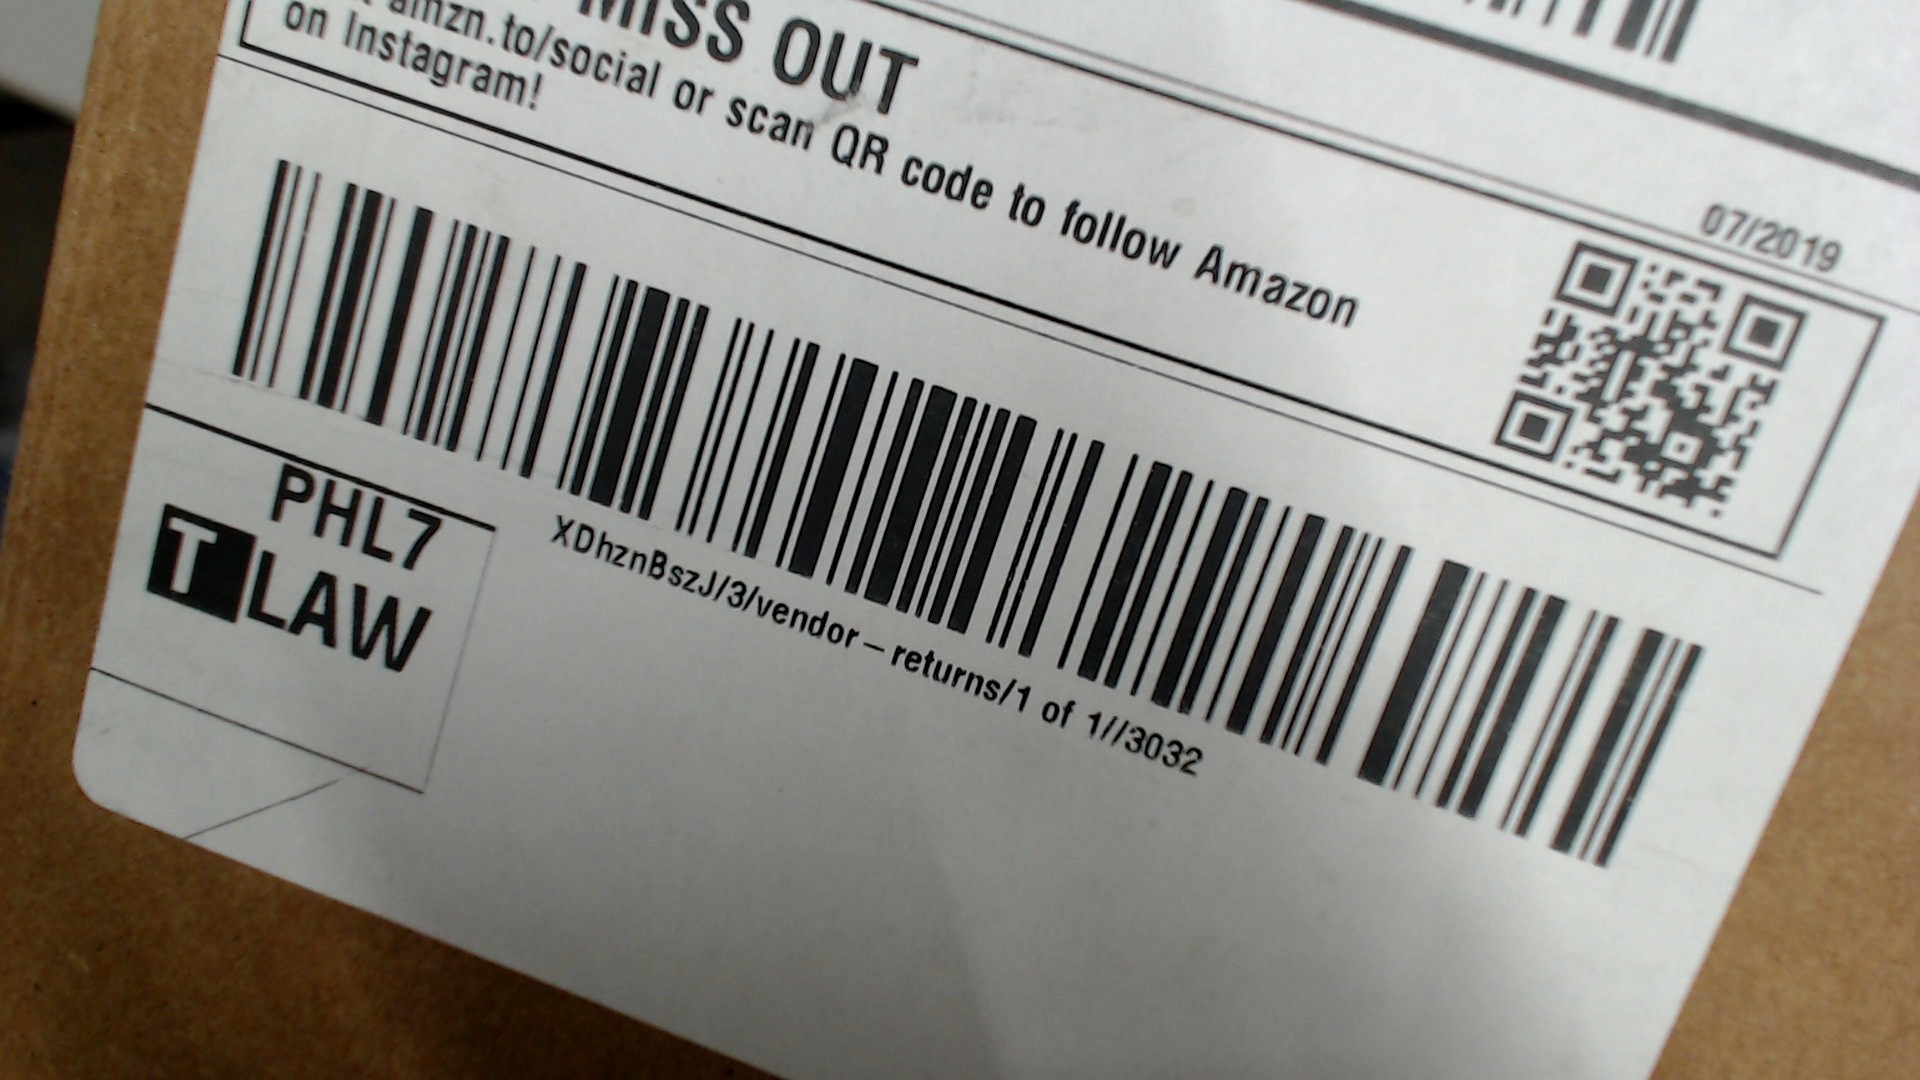 MISS OUT
amzn.to/social or scan QR code to follow Amazon
on Instagram!
07/2019
XDhznBszJ/3/vendor-returns/1 of 1//3032
PHL7
T LAW